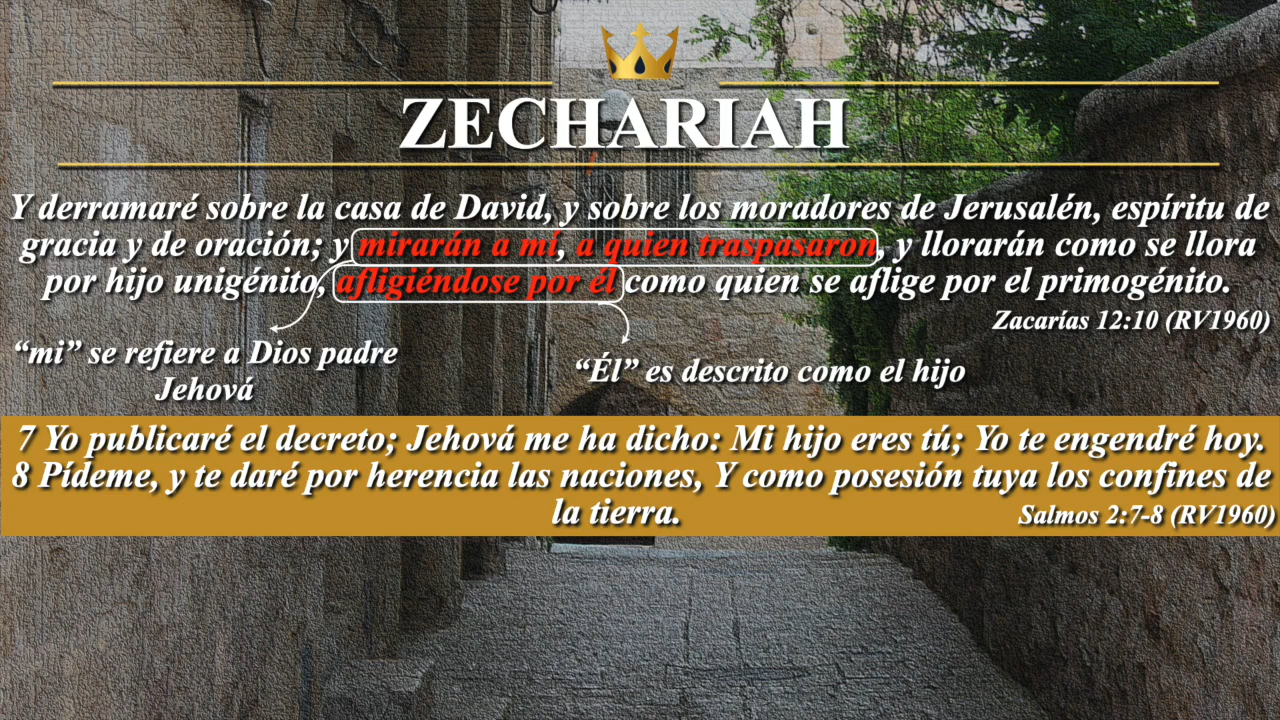 ZECHARIAH
Y derramaré sobre la casa de David, y sobre los moradores de Jerusalén, espíritu de
gracia y de oración; y mirarán a mí, a quien traspasaron, y llorarán como se llora
por hijo unigénito, afligiéndose por él como quien se aflige por el primogénito.
Zacarías 12:10 (RV1960)
“mi” se refiere a Dios padre
Jehová
“Él” es descrito como el hijo
7 Yo publicaré el decreto; Jehová me ha dicho: Mi hijo eres tú; Yo te engendré hoy.
8 Pídeme, y te daré por herencia las naciones, Y como posesión tuya los confines de
la tierra.
Salmos 2:7-8 (RV1960)